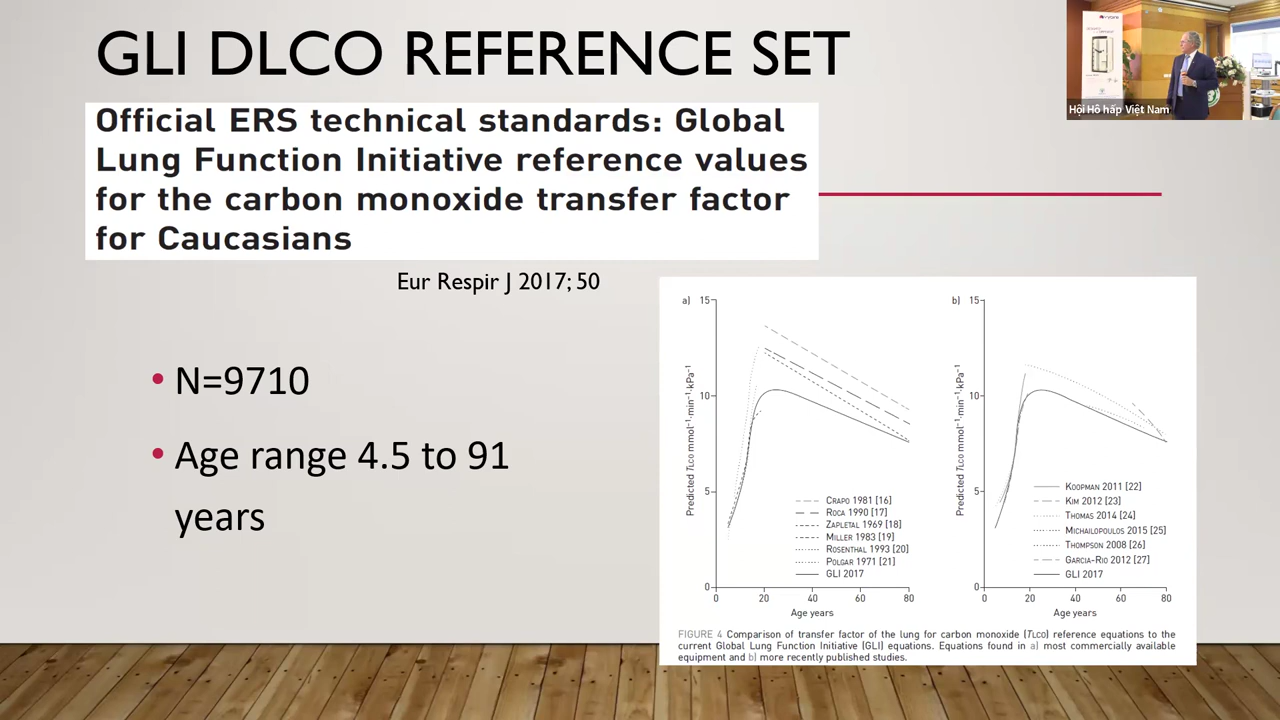 GLI DLCO REFERENCE SET
Hội Hô hấp Việt Nam
Official ERS technical standards: Global
Lung Function Initiative reference values
for the carbon monoxide transfer factor
for Caucasians
Eur Respir J 2017; 50
• N=9710
• Age range 4.5 to 91
years
a)
15
10
5
0
0 20 40 60 80
Predicted TLCO mmol·min⁻¹·kPa⁻¹
Age years
CRAPO 1981 [16]
ROCA 1990 [17]
ZAPLETAL 1969 [18]
MILLER 1983 [19]
ROSENTHAL 1993 [20]
POLGAR 1971 [21]
GLI 2017
b)
15
10
5
0
0 20 40 60 80
Predicted TLCO mmol·min⁻¹·kPa⁻¹
Age years
KOOPMAN 2011 [22]
KIM 2012 [23]
THOMAS 2014 [24]
MICHAILOPOULOS 2015 [25]
THOMPSON 2008 [26]
GARCIA-RIO 2012 [27]
GLI 2017
FIGURE 4 Comparison of transfer factor of the lung for carbon monoxide (TLCO) reference equations to the
current Global Lung Function Initiative (GLI) equations. Equations found in a) most commercially available
equipment and b) more recently published studies.